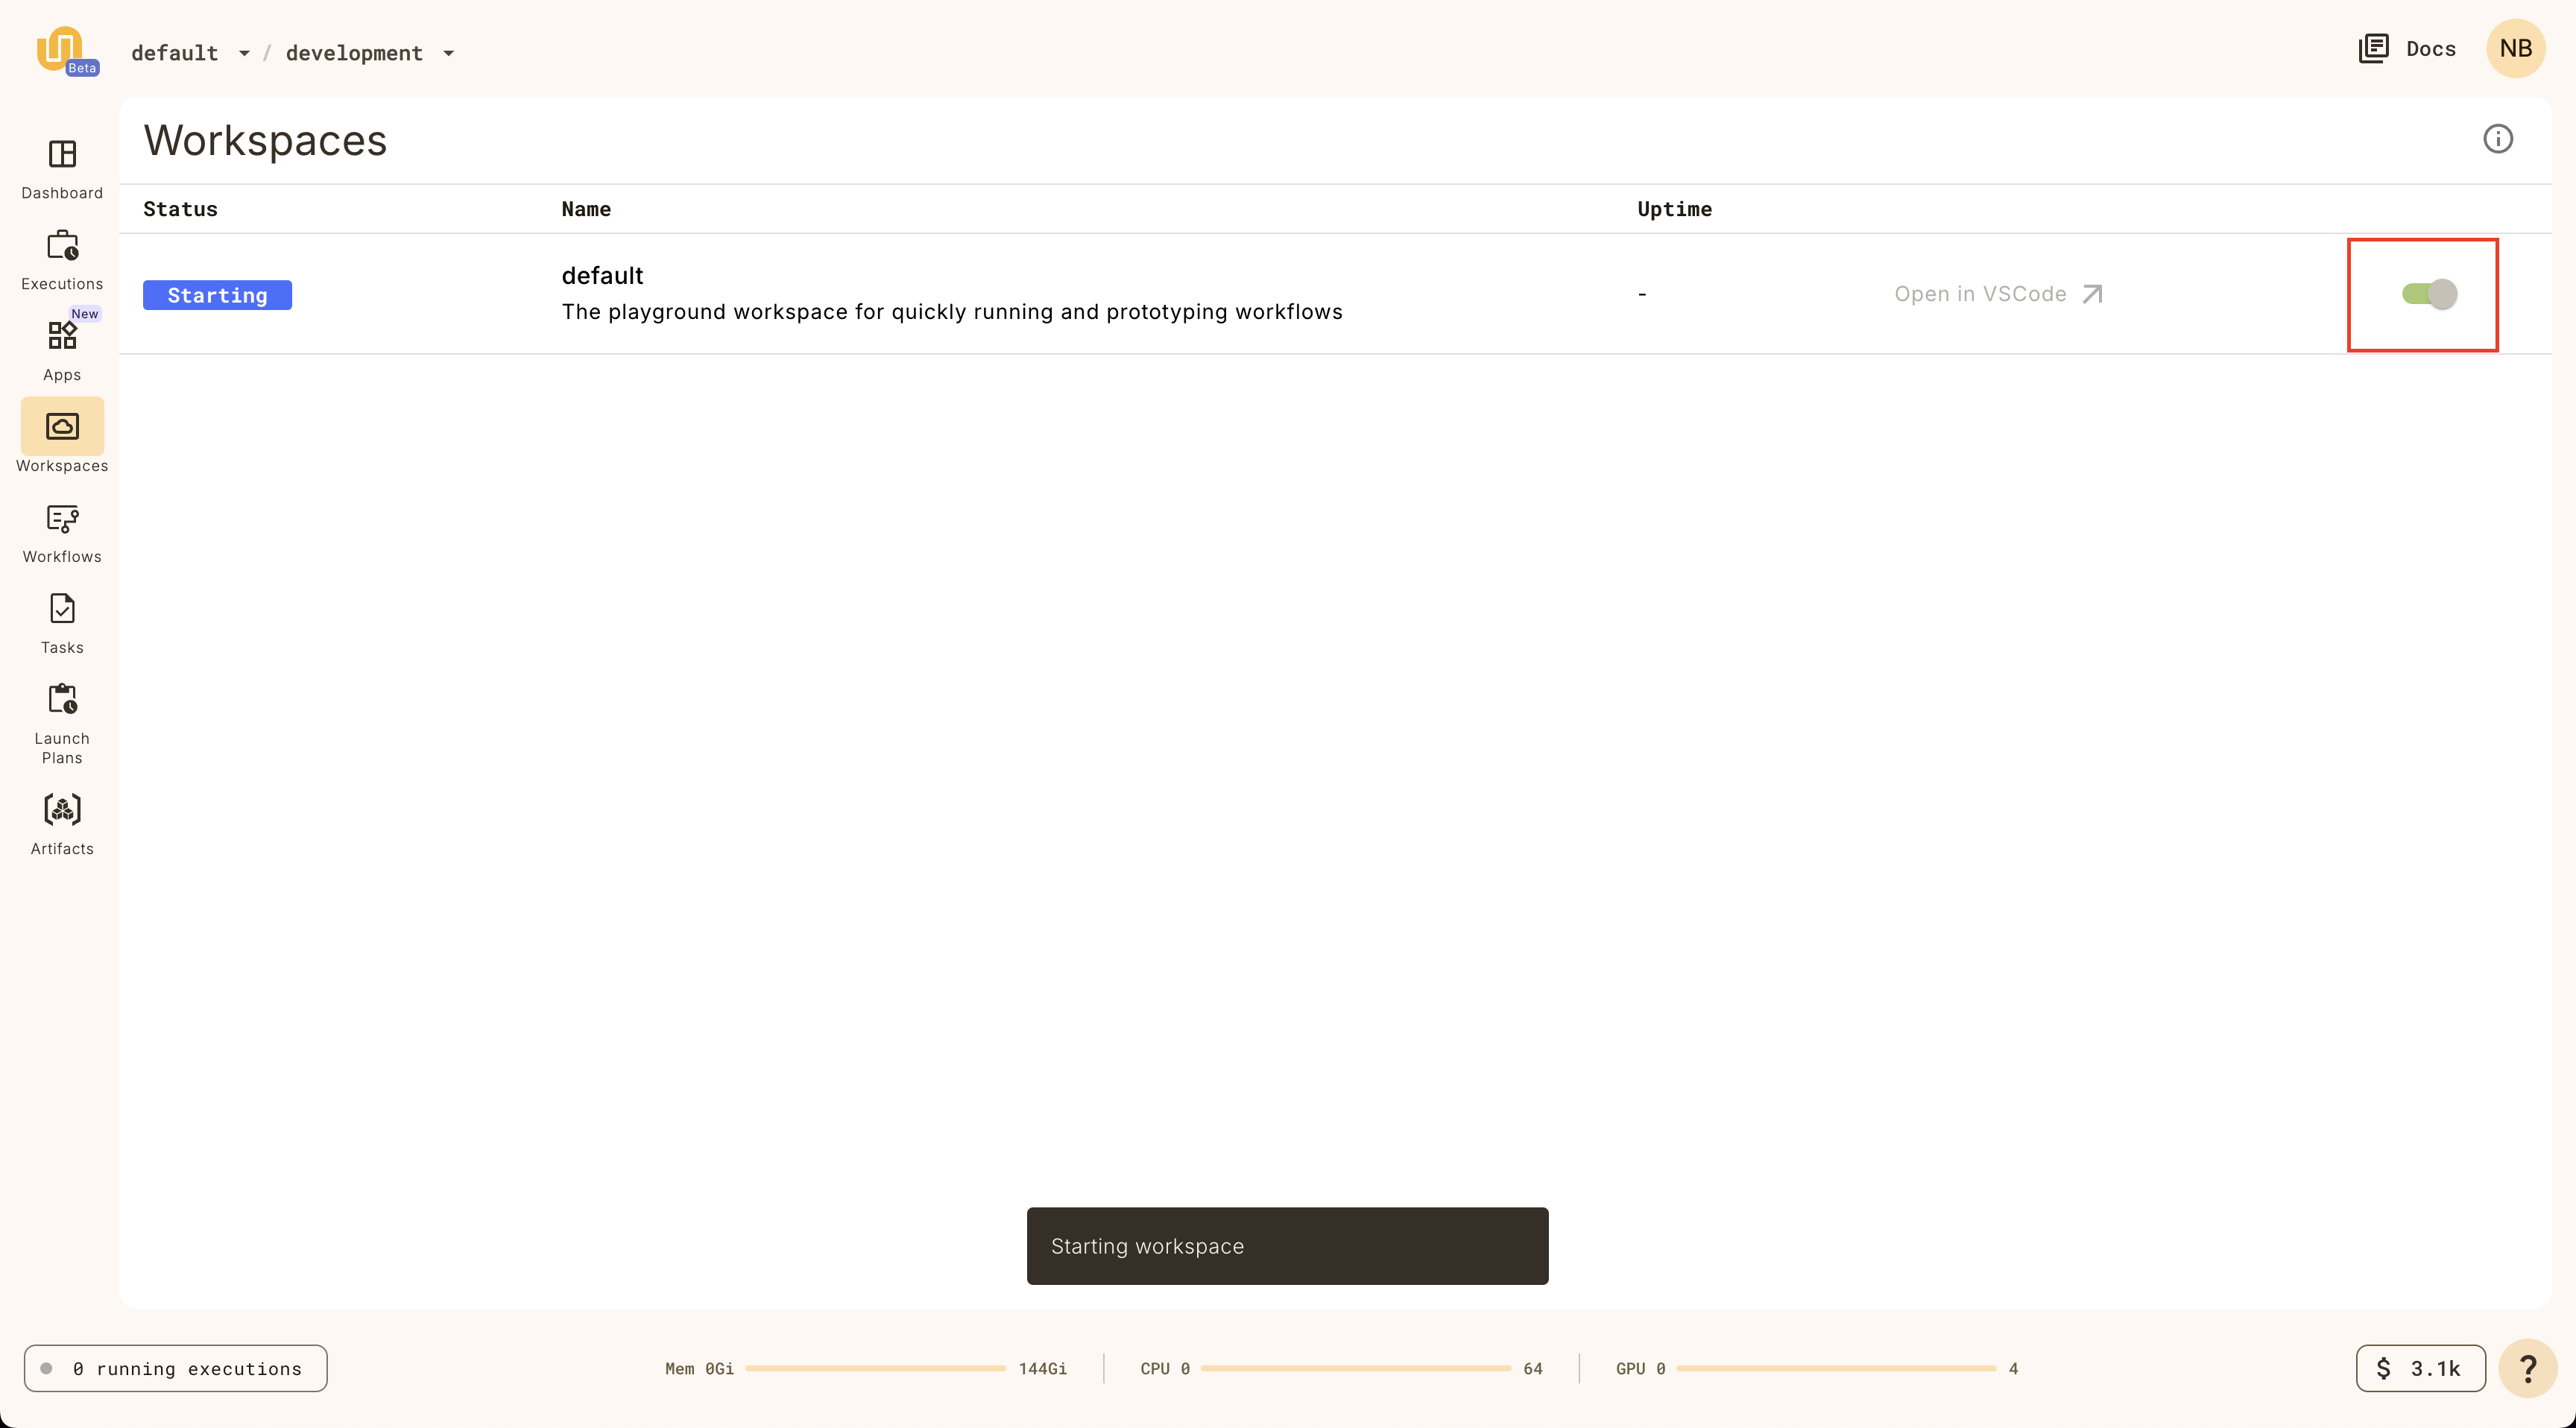 Beta
default / development
Docs
NB
Dashboard
Executions
New
Apps
Workspaces
Workflows
Tasks
Launch
Plans
Artifacts
Workspaces
Status Name Uptime
Starting
default
The playground workspace for quickly running and prototyping workflows
-
Open in VSCode
Starting workspace
0 running executions
Mem 0Gi 144Gi
CPU 0 64
GPU 0 4
$ 3.1k
?